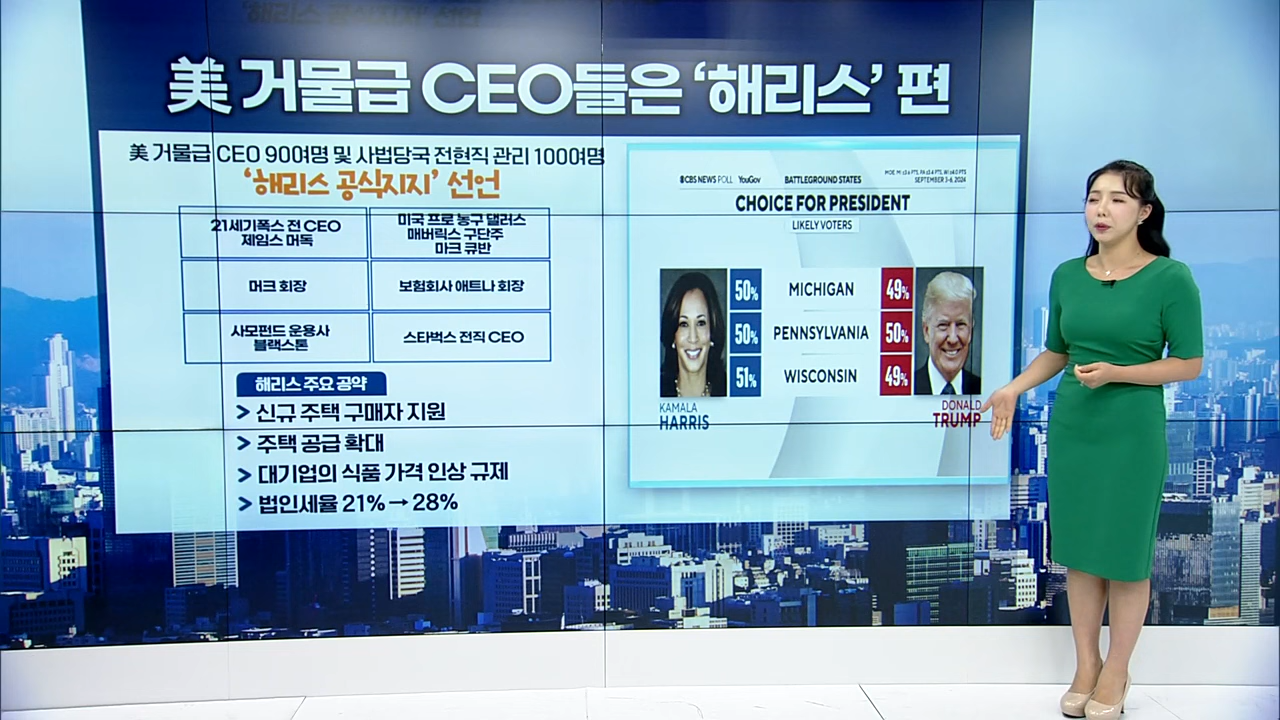 美 거물급 CEO들은 ‘해리스’ 편
美 거물급 CEO 90여명 및 사법당국 전현직 관리 1000여명
‘해리스 공식지지’ 선언
21세기폭스 전 CEO
제임스 머독
미국 프로 농구 댈러스
매버릭스 구단주
마크 큐반
머크 회장
보험회사 애트나 회장
사모펀드 운용사
블랙스톤
스타벅스 전직 CEO
해리스 주요 공약
> 신규 주택 구매자 지원
> 주택 공급 확대
> 대기업의 식품 가격 인상 규제
> 법인세율 21% → 28%
CBS NEWS POLL YouGov BATTLEGROUND STATES
SEPTEMBER 3-6, 2024
CHOICE FOR PRESIDENT
LIKELY VOTERS
50% MICHIGAN 49%
50% PENNSYLVANIA 50%
51% WISCONSIN 49%
KAMALA
HARRIS
DONALD
TRUMP